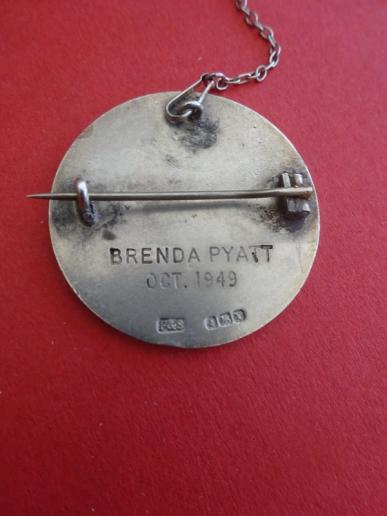 BRENDA PYATT
OCT. 1949
F&S